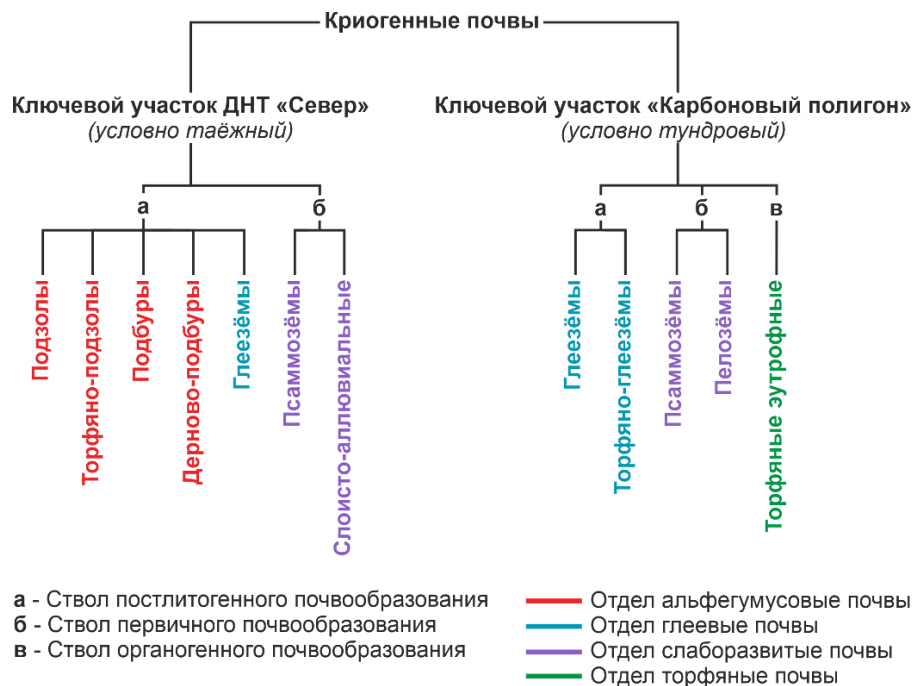 Криогенные почвы
Ключевой участок ДНТ «Север»
(условно таёжный)
Ключевой участок «Карбоновый полигон»
(условно тундровый)
а
б
а
б
в
Подзолы
Торфяно-подзолы
Подбуры
Дерново-подбуры
Глеезёмы
Псаммозёмы
Слоисто-аллювиальные
Глеезёмы
Торфяно-глеезёмы
Псаммозёмы
Пелозёмы
Торфяные эутрофные
а - Ствол постлитогенного почвообразования
б - Ствол первичного почвообразования
в - Ствол органогенного почвообразования
Отдел альфегумусовые почвы
Отдел глеевые почвы
Отдел слаборазвитые почвы
Отдел торфяные почвы